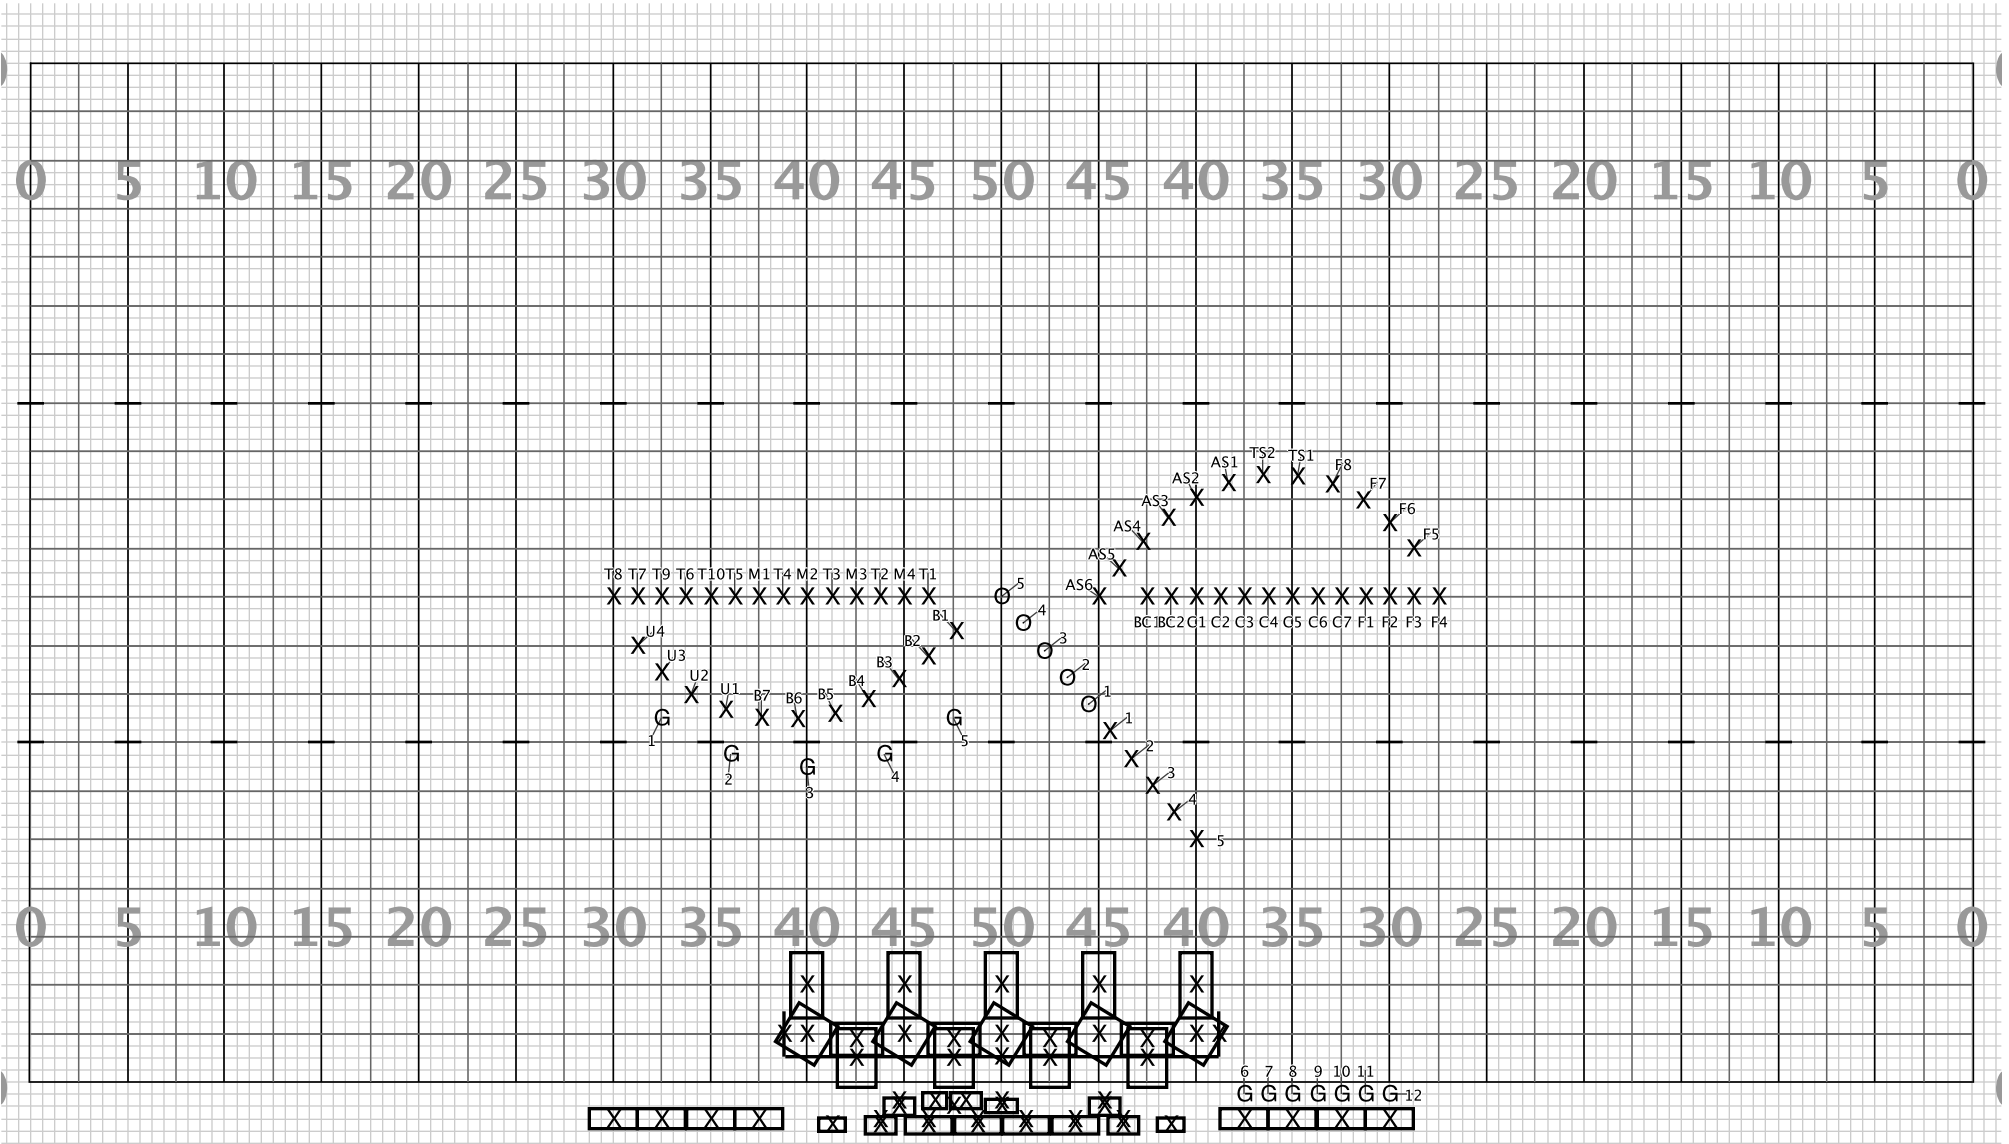 0 5 10 15 20 25 30 35 40 45 50 45 40 35 30 25 20 15 10 5 0
TS2 TS1
AS1 F8
AS2 F7
X X X X
AS3 X X F6
AS4 X X F5
AS5 X X
X
T8 T7 T9 T6 T10 T5 M1 T4 M2 T3 M3 T2 M4 T1 5 AS6
X X X X X X X X X X X X X X O X X X X X X X X X X X X X X
B1 4 BC1 BC2 C1 C2 C3 C4 C5 C6 C7 F1 F2 F3 F4
U4 X O
X B2 3
U3 B3 X O
X U2 X 2
X U1 B7 B6 B5 B4 X O
X X X X O 1
G G X 1
1 5 X 2
G G X
2 G 4 3
3 X
X 4
X 5
0 5 10 15 20 25 30 35 40 45 50 45 40 35 30 25 20 15 10 5 0
X X X X X
X X X X X X X
X X X X
X X X X X
6 7 8 9 10 11
G G G G G G G 12
X X X X X X
X X X X X X X X X X X X X X X X